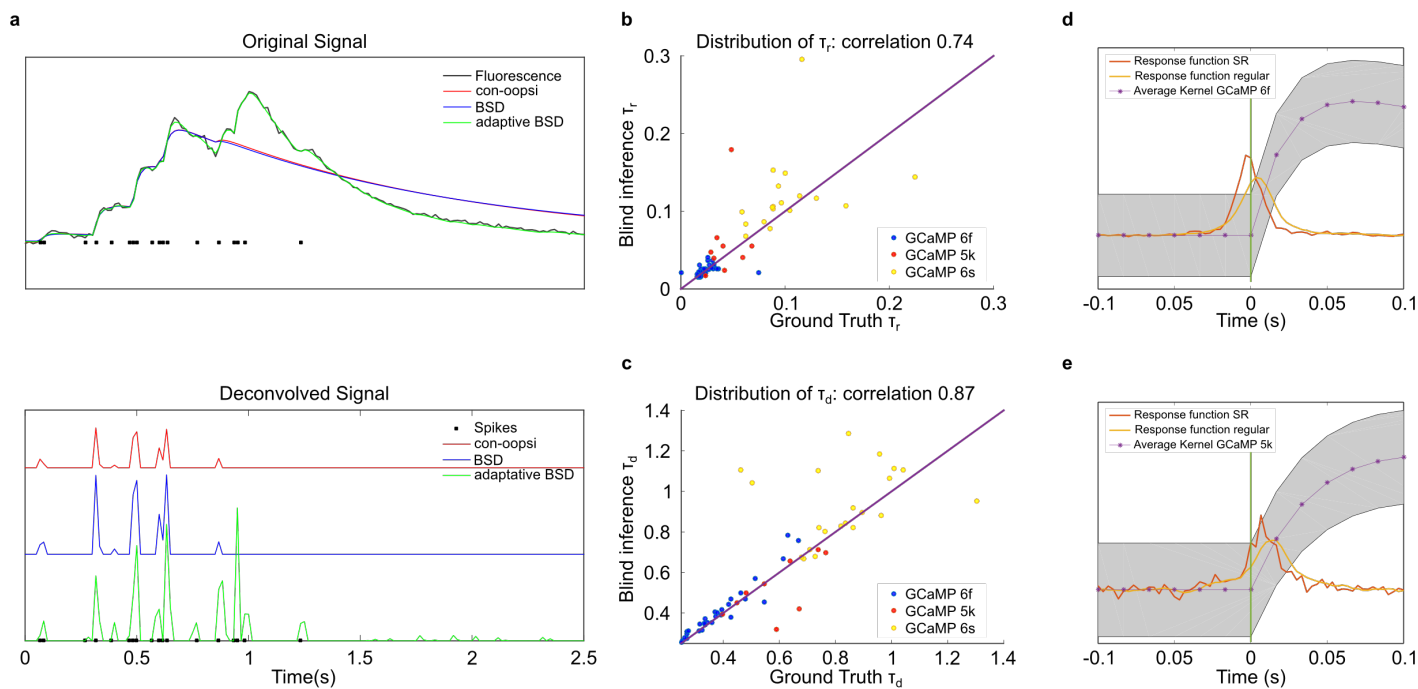 a
Original Signal
Fluorescence
con-oopsi
BSD
adaptive BSD
Deconvolved Signal
Spikes
con-oopsi
BSD
adaptative BSD
0
0.5
1
1.5
2
2.5
Time(s)
b
Distribution of τr: correlation 0.74
Blind inference τr
0.3
0.2
0.1
0
GCaMP 6f
GCaMP 5k
GCaMP 6s
0
0.1
0.2
0.3
Ground Truth τr
c
Distribution of τd: correlation 0.87
Blind inference τd
1.4
1.2
1
0.8
0.6
0.4
GCaMP 6f
GCaMP 5k
GCaMP 6s
0.4
0.6
0.8
1
1.2
1.4
Ground Truth τd
d
Response function SR
Response function regular
Average Kernel GCaMP 6f
-0.1
0.05
0
0.05
0.1
Time (s)
e
Response function SR
Response function regular
Average Kernel GCaMP 5k
-0.1
0.05
0
0.05
0.1
Time (s)